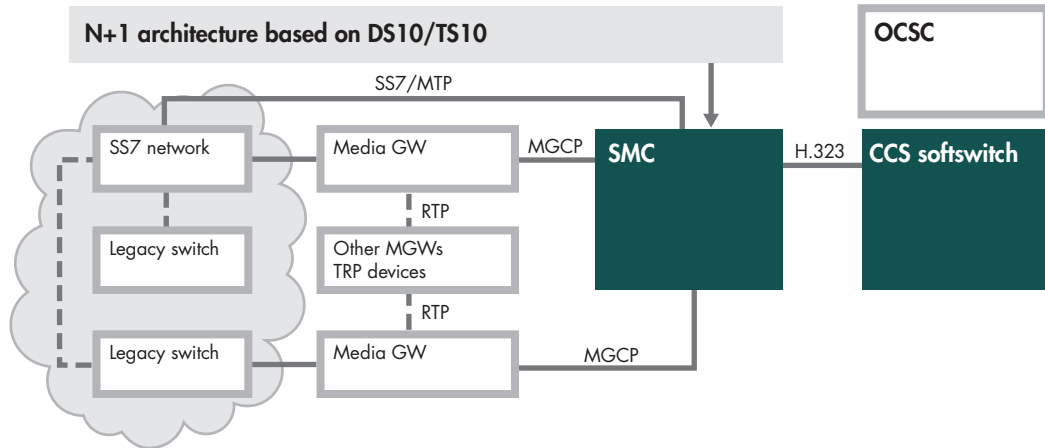 N+1 architecture based on DS10/TS10
OCSC
SS7/MTP
SS7 network
Media GW
MGCP
SMC
H.323
CCS softswitch
RTP
Legacy switch
Other MGWs
TRP devices
RTP
Legacy switch
Media GW
MGCP